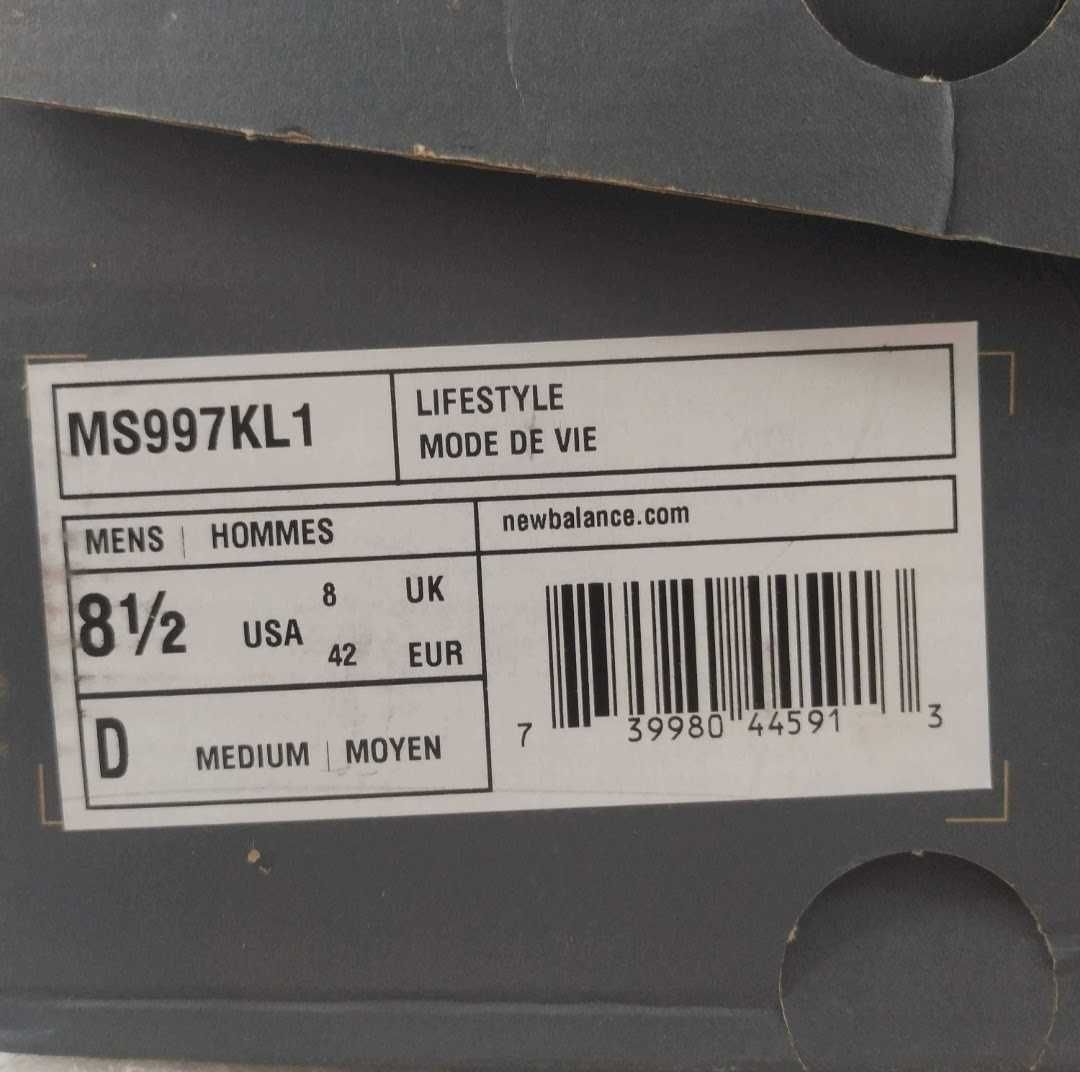 MS997KL1
LIFESTYLE
MODE DE VIE
MENS | HOMMES
newbalance.com
8½ USA
8 UK
42 EUR
D MEDIUM | MOYEN
7 39980 44591 3